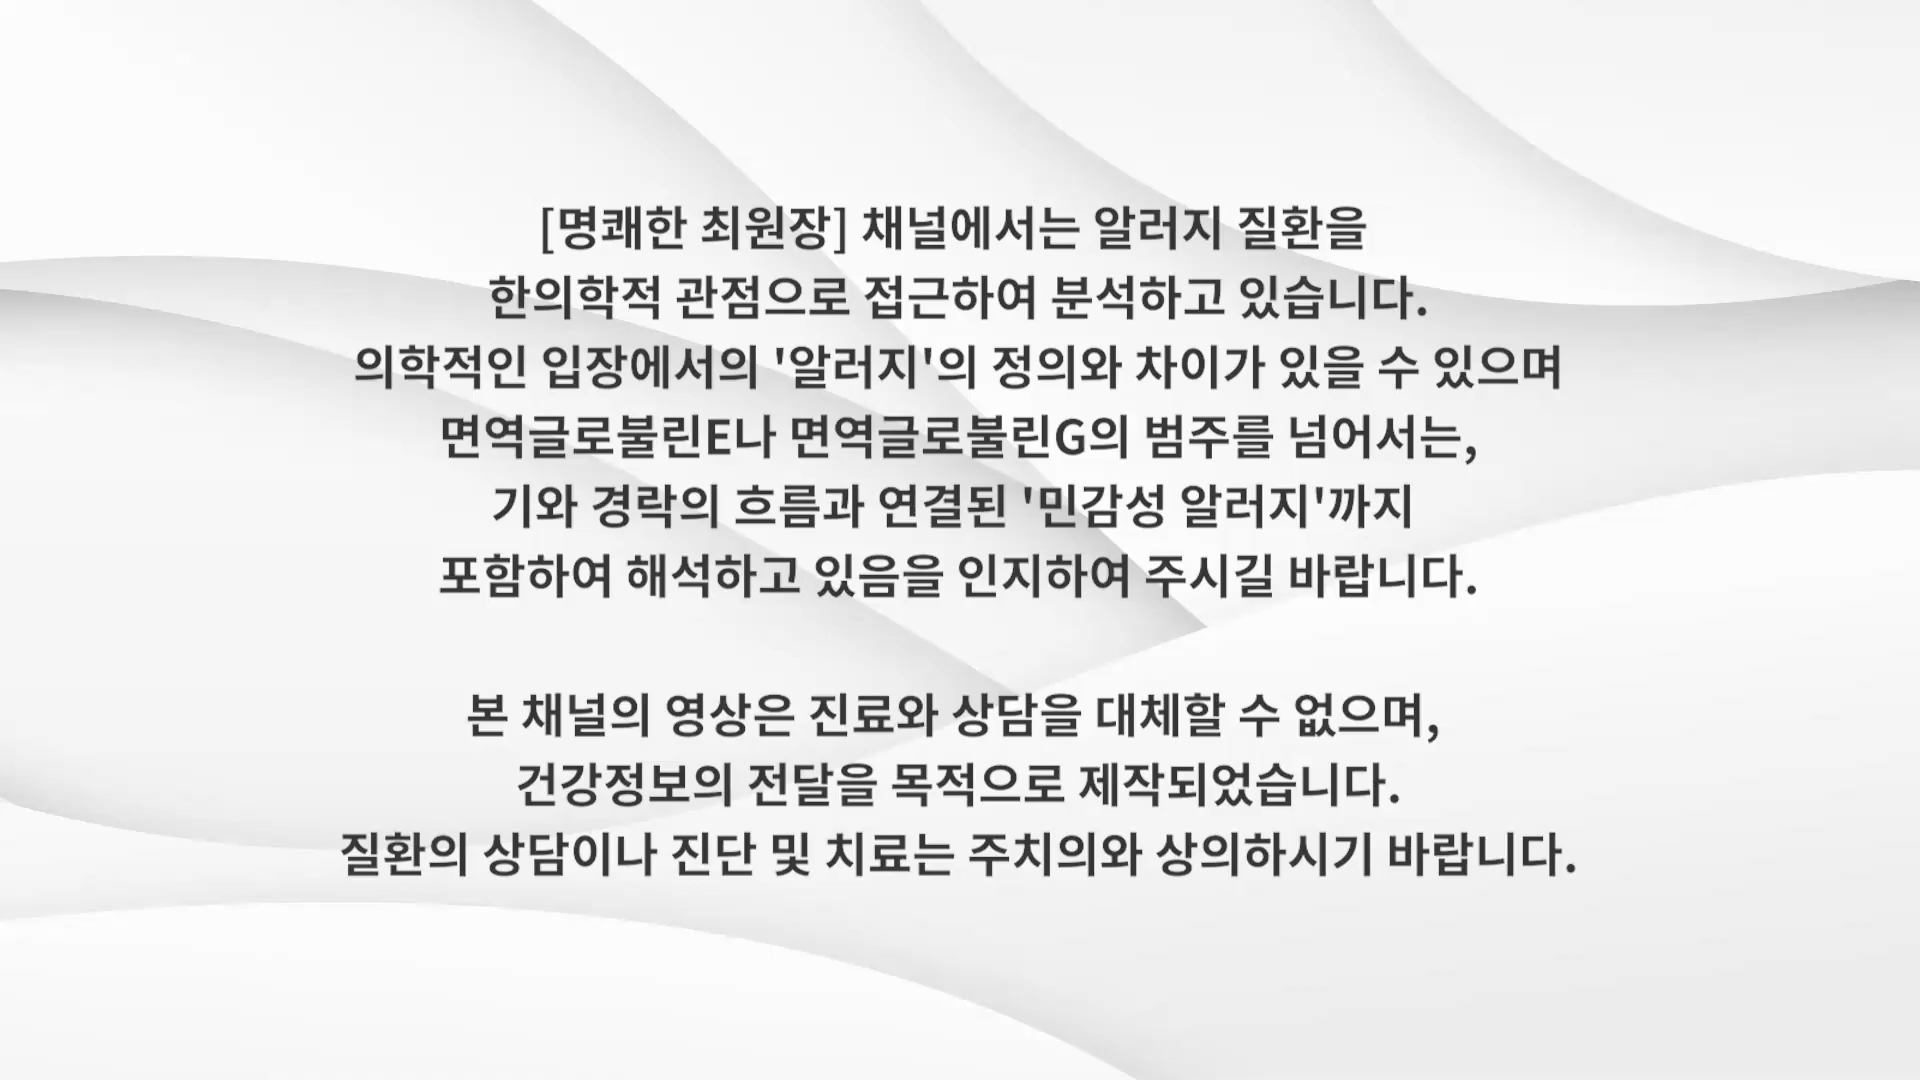 [명쾌한 최원장] 채널에서는 알러지 질환을
한의학적 관점으로 접근하여 분석하고 있습니다.
의학적인 입장에서의 '알러지'의 정의와 차이가 있을 수 있으며
면역글로불린E나 면역글로불린G의 범주를 넘어서는,
기와 경락의 흐름과 연결된 '민감성 알러지'까지
포함하여 해석하고 있음을 인지하여 주시길 바랍니다.
본 채널의 영상은 진료와 상담을 대체할 수 없으며,
건강정보의 전달을 목적으로 제작되었습니다.
질환의 상담이나 진단 및 치료는 주치의와 상의하시기 바랍니다.